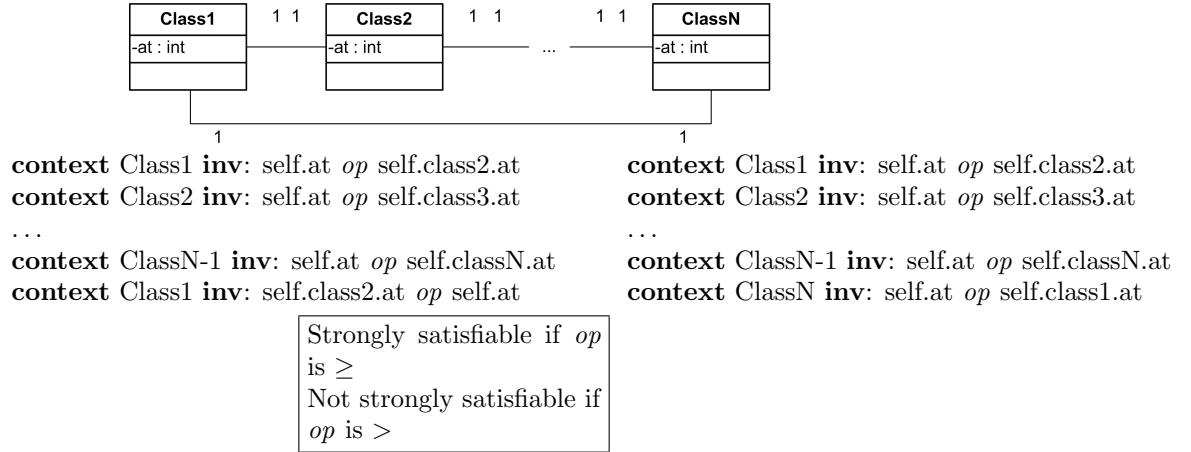 Class1 1 1 Class2 1 1 1 1 ClassN
-at : int -at : int ... -at : int
1 1
context Class1 inv: self.at op self.class2.at
context Class2 inv: self.at op self.class3.at
...
context ClassN-1 inv: self.at op self.classN.at
context Class1 inv: self.class2.at op self.at
context Class1 inv: self.at op self.class2.at
context Class2 inv: self.at op self.class3.at
...
context ClassN-1 inv: self.at op self.classN.at
context ClassN inv: self.at op self.class1.at
Strongly satisfiable if op
is ≥
Not strongly satisfiable if
op is >